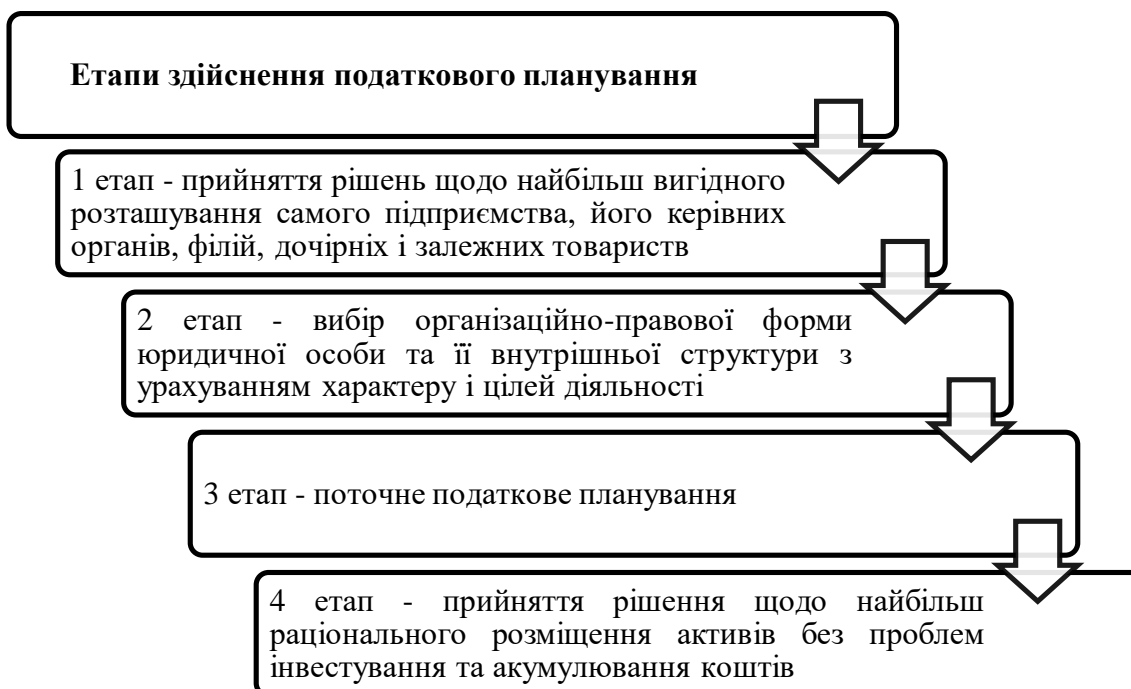 Етапи здійснення податкового планування
1 етап - прийняття рішень щодо найбільш вигідного
розташування самого підприємства, його керівних
органів, філій, дочірніх і залежних товариств
2 етап - вибір організаційно-правової форми
юридичної особи та її внутрішньої структури з
урахуванням характеру і цілей діяльності
3 етап - поточне податкове планування
4 етап - прийняття рішення щодо найбільш
раціонального розміщення активів без проблем
інвестування та акумулювання коштів